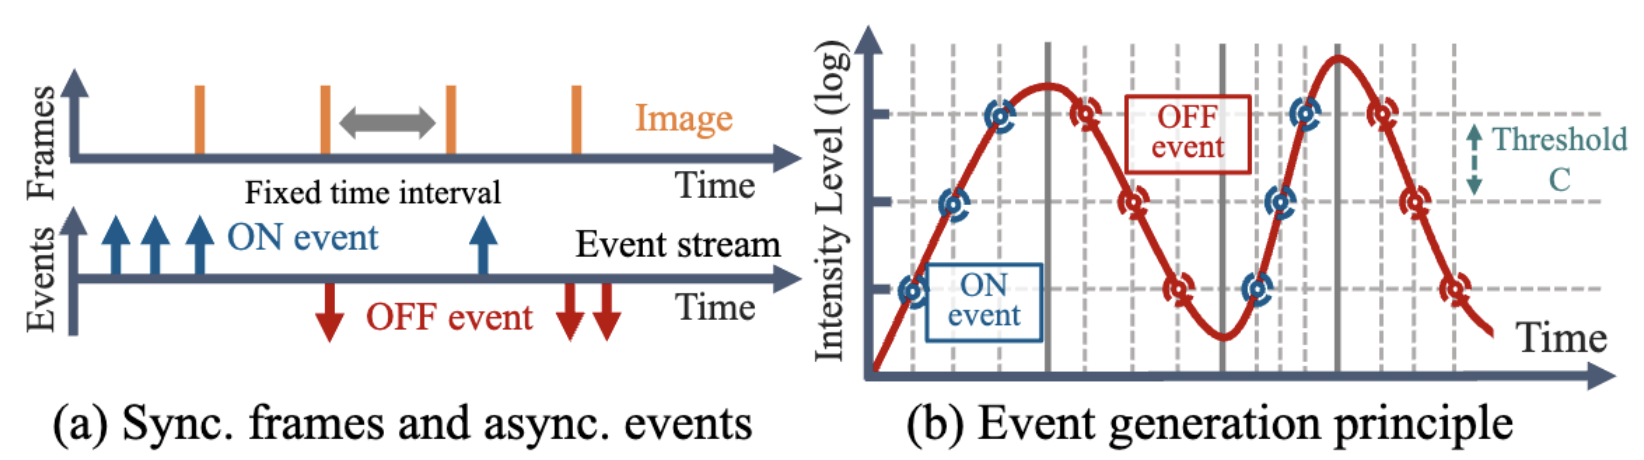 Frames
Image
Time
Fixed time interval
Events
ON event
Event stream
OFF event
Time
(a) Sync. frames and async. events
Intensity Level (log)
OFF
event
ON
event
Threshold
C
Time
(b) Event generation principle